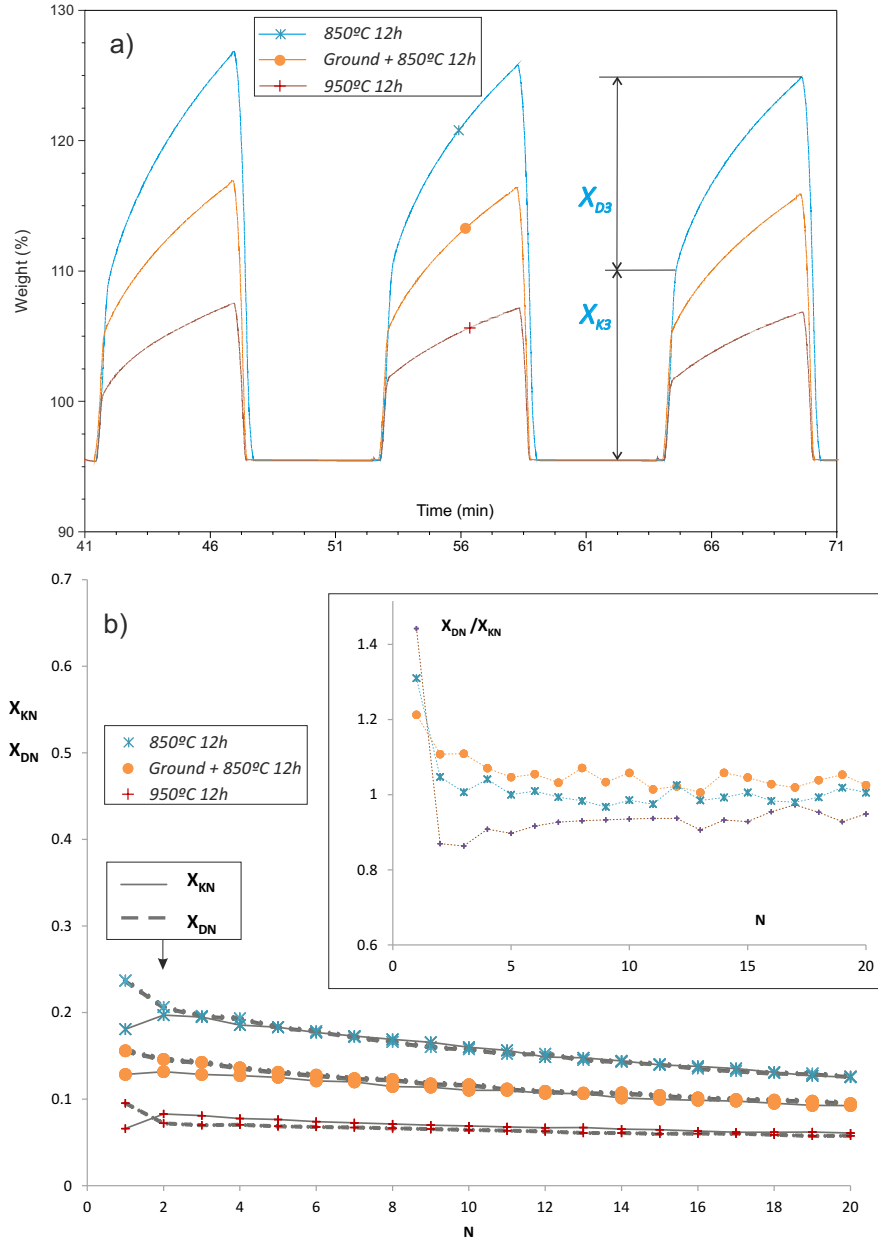 a)
850ºC 12h
Ground + 850ºC 12h
950ºC 12h
130
125
120
115
110
105
100
95
90
Weight (%)
X_D3
X_K3
Time (min)
41
46
51
56
61
66
71
b)
0.7
0.6
0.5
0.4
0.3
0.2
0.1
0
X_KN
X_DN
850ºC 12h
Ground + 850ºC 12h
950ºC 12h
X_KN
X_DN
X_DN /X_KN
1.4
1.2
1
0.8
0.6
N
0
5
10
15
20
0
2
4
6
8
10
12
14
16
18
20
N